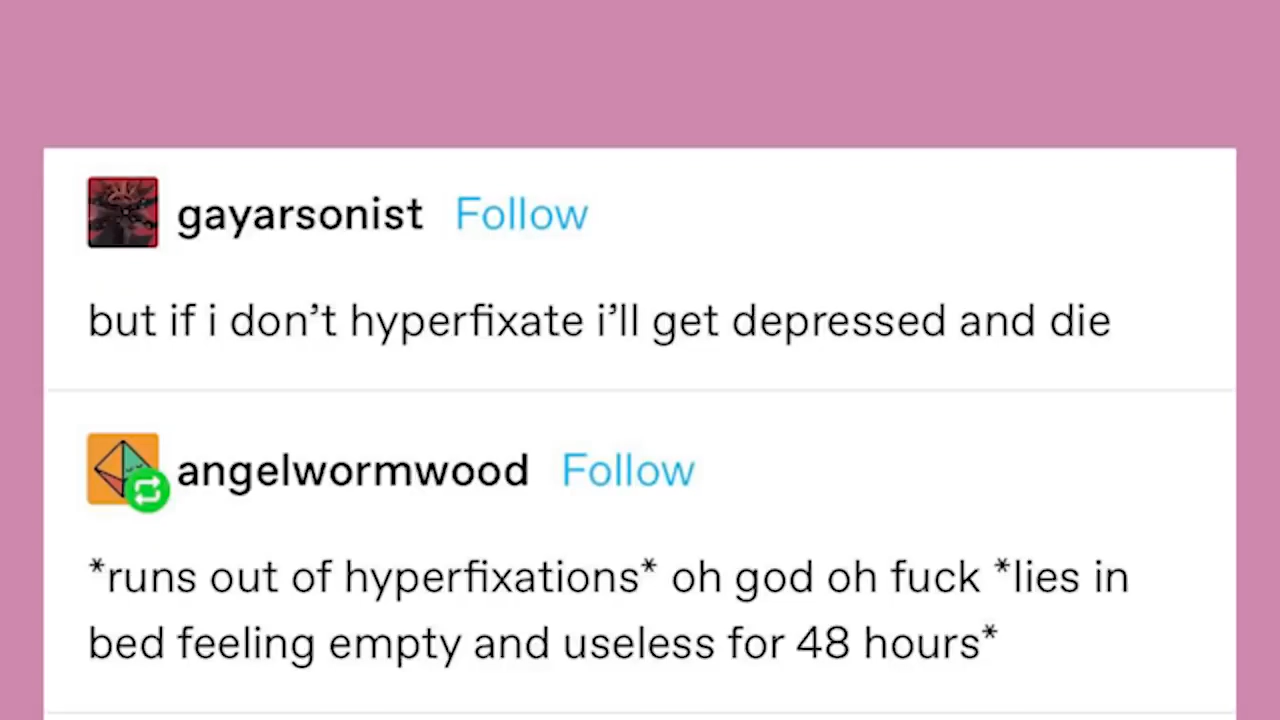 gayarsonist Follow
but if i don’t hyperfixate i’ll get depressed and die
angelwormwood Follow
*runs out of hyperfixations* oh god oh fuck *lies in
bed feeling empty and useless for 48 hours*